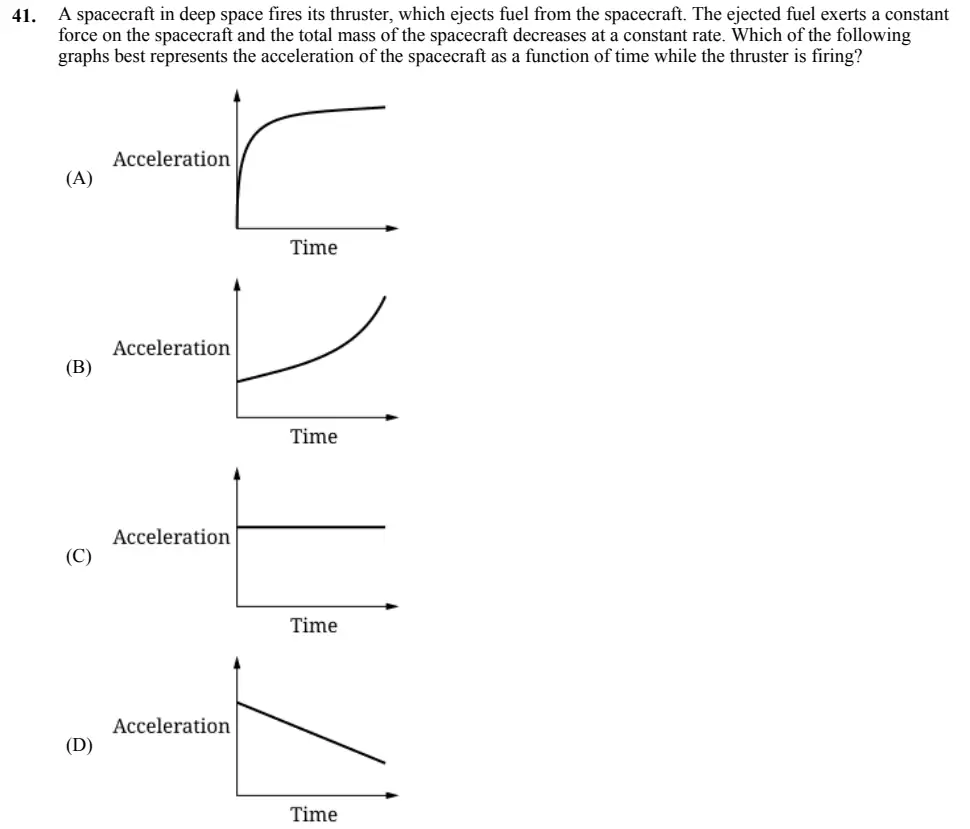 41. A spacecraft in deep space fires its thruster, which ejects fuel from the spacecraft. The ejected fuel exerts a constant
force on the spacecraft and the total mass of the spacecraft decreases at a constant rate. Which of the following
graphs best represents the acceleration of the spacecraft as a function of time while the thruster is firing?
Acceleration
(A)
Time
Acceleration
(B)
Time
Acceleration
(C)
Time
Acceleration
(D)
Time